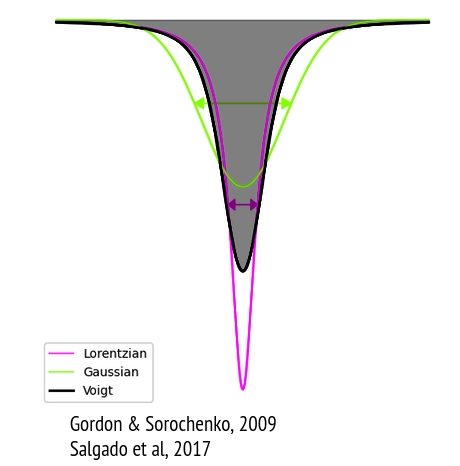 Lorentzian
Gaussian
Voigt
Gordon & Sorochenko, 2009
Salgado et al, 2017